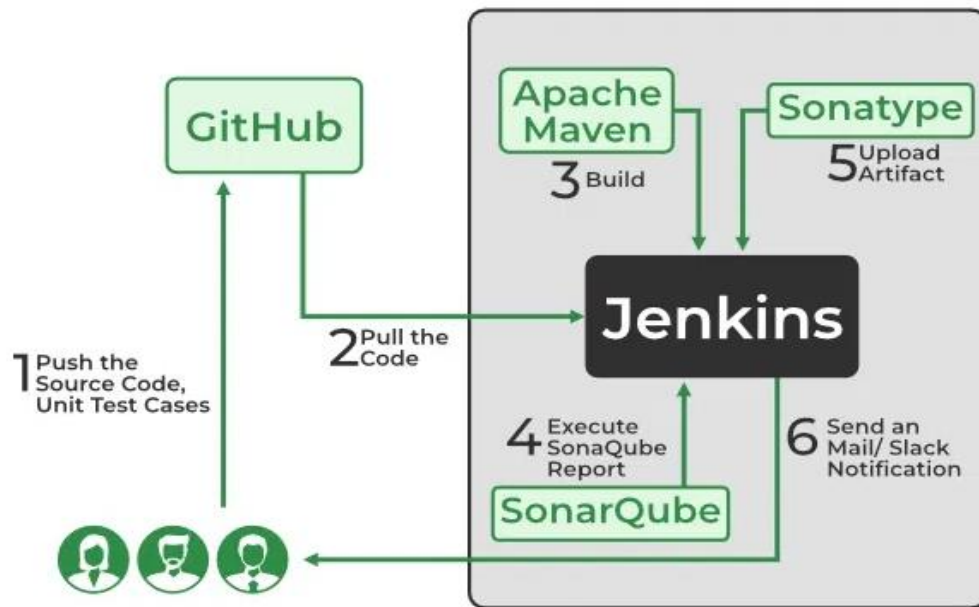 GitHub
Apache
Maven
3 Build
Sonatype
5 Upload
Artifact
Jenkins
1 Push the
Source Code,
Unit Test Cases
2 Pull the
Code
4 Execute
SonaQube
Report
SonarQube
6 Send an
Mail/ Slack
Notification